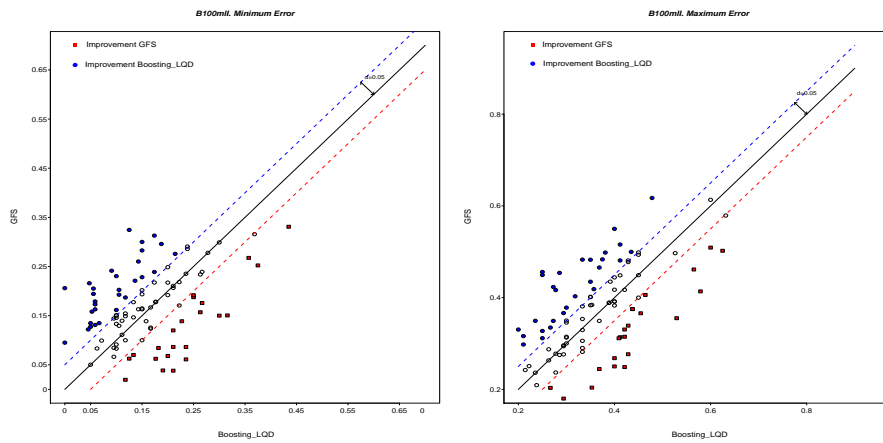 B100mll. Minimum Error
Improvement GFS
Improvement Boosting_LQD
d=0.05
GFS
0.65
0.55
0.45
0.35
0.25
0.15
0.05
0
0 0.05 0.15 0.25 0.35 0.45 0.55 0.65 0
Boosting_LQD
B100mll. Maximum Error
Improvement GFS
Improvement Boosting_LQD
d=0.05
GFS
0.8
0.6
0.4
0.2
0.2 0.4 0.6 0.8
Boosting_LQD